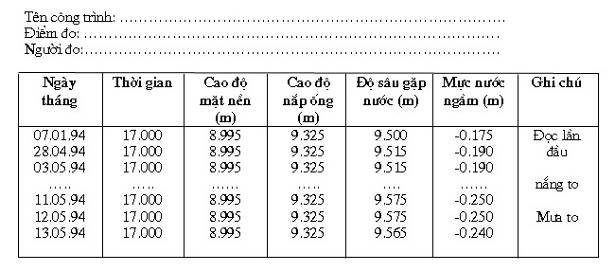 Tên công trình: ……………………………………………………
Điểm đo: ……………………………………………………
Người đo:……………………………………………………
Ngày tháng | Thời gian | Cao độ mặt nền (m) | Cao độ nắp ống (m) | Độ sâu gặp nước (m) | Mực nước ngầm (m) | Ghi chú
07.01.94 17.000 8.995 9.325 9.500 -0.175 Đọc lần
28.04.94 17.000 8.995 9.325 9.515 -0.190 đầu
03.05.94 17.000 8.995 9.325 9.515 -0.190
..... ..... ...... ..... .... ...... nắng to
11.05.94 17.000 8.995 9.325 9.575 -0.250
12.05.94 17.000 8.995 9.325 9.575 -0.250 Mưa to
13.05.94 17.000 8.995 9.325 9.565 -0.240